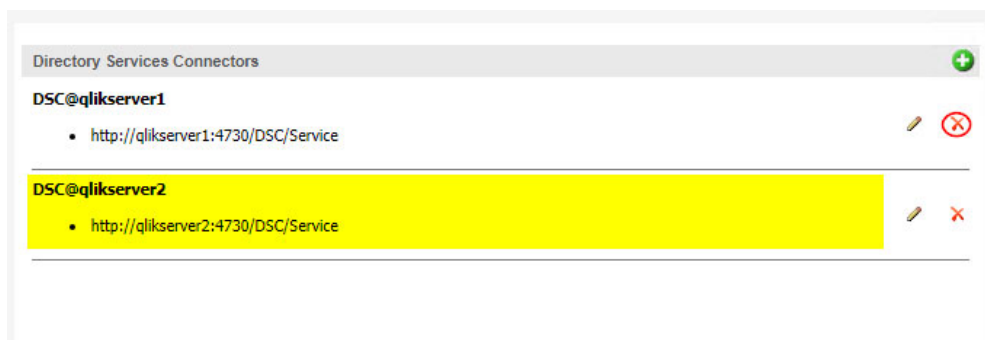 Directory Services Connectors
DSC@qlikserver1
• http://qlikserver1:4730/DSC/Service
DSC@qlikserver2
• http://qlikserver2:4730/DSC/Service